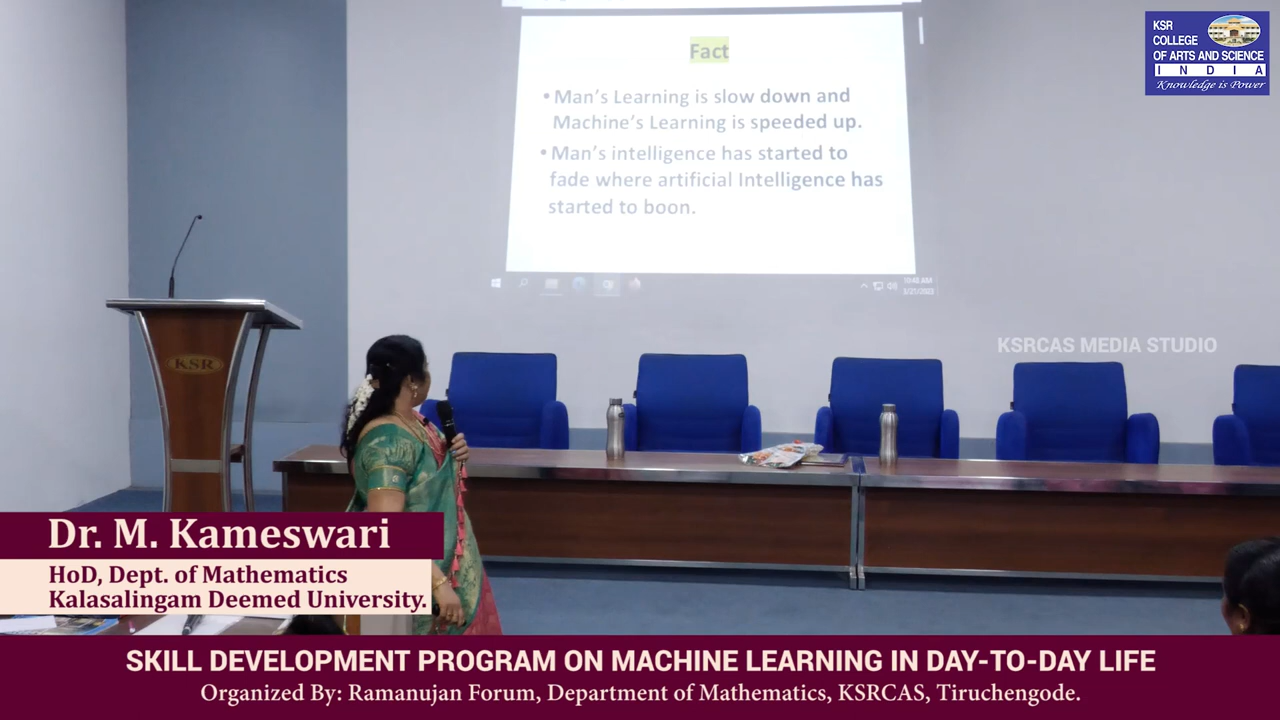 Fact
• Man's Learning is slow down and
Machine's Learning is speeded up.
• Man's intelligence has started to
fade where artificial Intelligence has
started to boon.
KSR
COLLEGE
OF ARTS AND SCIENCE
INDIA
Knowledge is Power
KSR
KSRCAS MEDIA STUDIO
Dr. M. Kameswari
HoD, Dept. of Mathematics
Kalasalingam Deemed University.
SKILL DEVELOPMENT PROGRAM ON MACHINE LEARNING IN DAY-TO-DAY LIFE
Organized By: Ramanujan Forum, Department of Mathematics, KSRCAS, Tiruchengode.